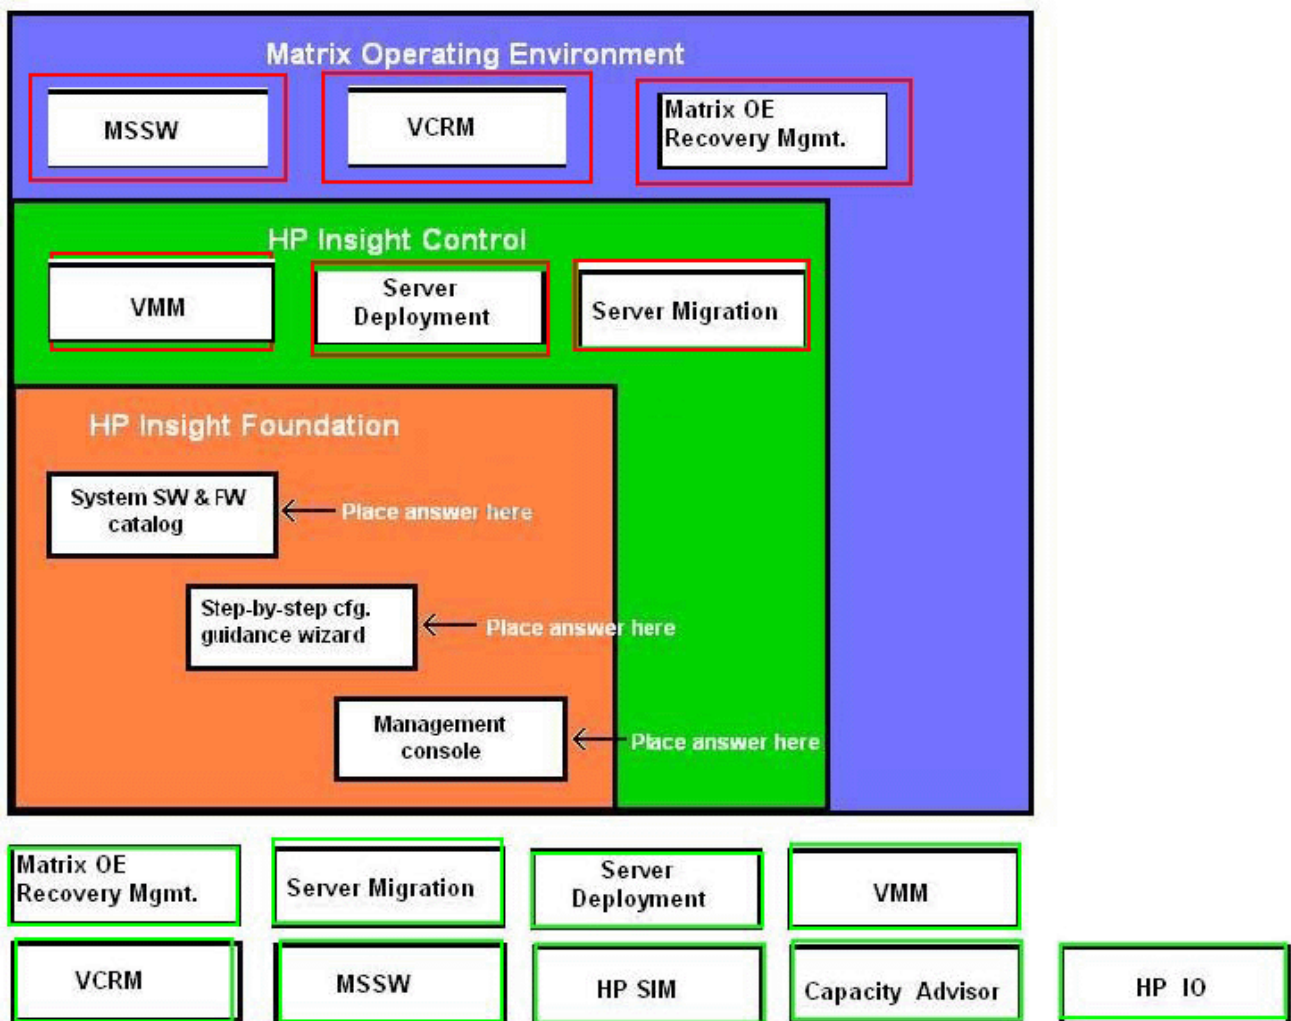 Matrix Operating Environment
MSSW
VCRM
Matrix OE
Recovery Mgmt.
HP Insight Control
VMM
Server
Deployment
Server Migration
HP Insight Foundation
System SW & FW
catalog
Place answer here
Step-by-step cfg.
guidance wizard
Place answer here
Management
console
Place answer here
Matrix OE
Recovery Mgmt.
Server Migration
Server
Deployment
VMM
VCRM
MSSW
HP SIM
Capacity Advisor
HP IO